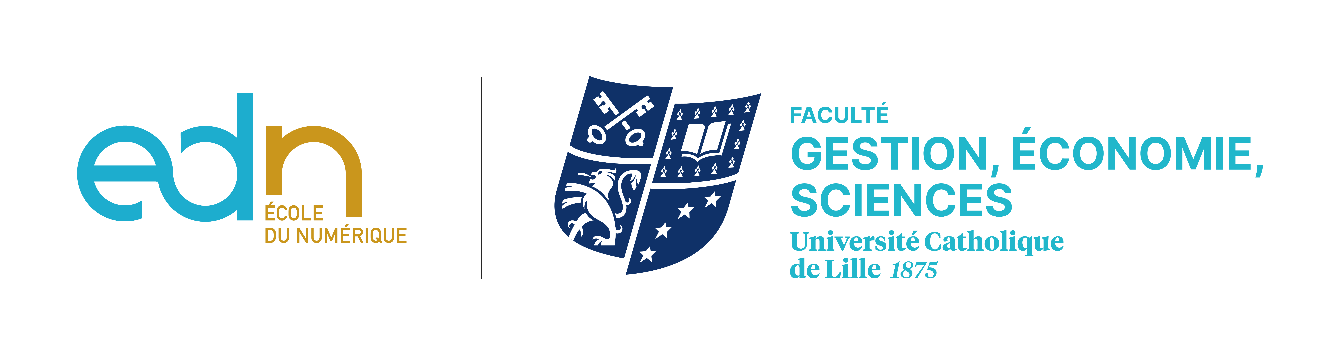 edn
ÉCOLE
DU NUMÉRIQUE
FACULTÉ
GESTION, ÉCONOMIE,
SCIENCES
Université Catholique
de Lille 1875